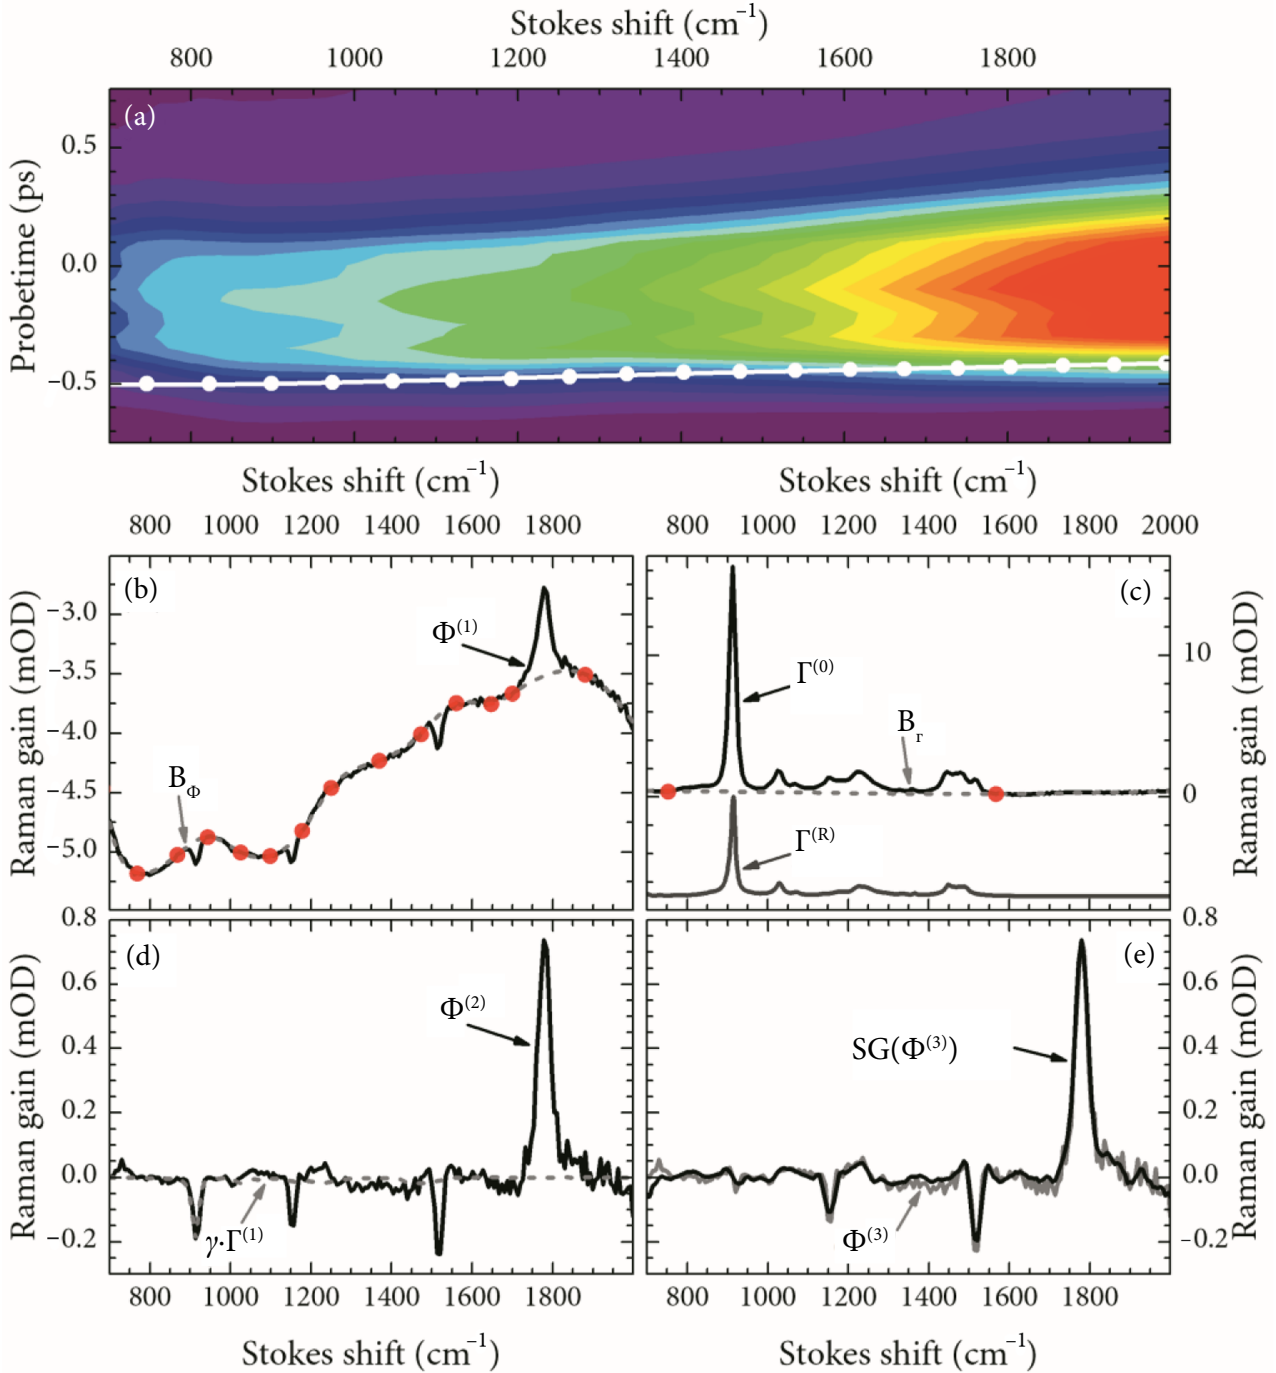 Stokes shift (cm⁻¹)
800 1000 1200 1400 1600 1800
(a)
Probetime (ps)
0.5
0.0
−0.5
Stokes shift (cm⁻¹) Stokes shift (cm⁻¹)
800 1000 1200 1400 1600 1800 800 1000 1200 1400 1600 1800 2000
(b)
Raman gain (mOD)
−3.0
−3.5
−4.0
−4.5
−5.0
Φ⁽¹⁾
B_Φ
(c)
Γ⁽⁰⁾
B_r
Γ⁽ᴿ⁾
10
0
Raman gain (mOD)
(d)
Raman gain (mOD)
0.8
0.6
0.4
0.2
0.0
−0.2
Φ⁽²⁾
γ·Γ⁽¹⁾
(e)
SG(Φ⁽³⁾)
Φ⁽³⁾
0.8
0.6
0.4
0.2
0.0
−0.2
Raman gain (mOD)
800 1000 1200 1400 1600 1800 800 1000 1200 1400 1600 1800
Stokes shift (cm⁻¹) Stokes shift (cm⁻¹)